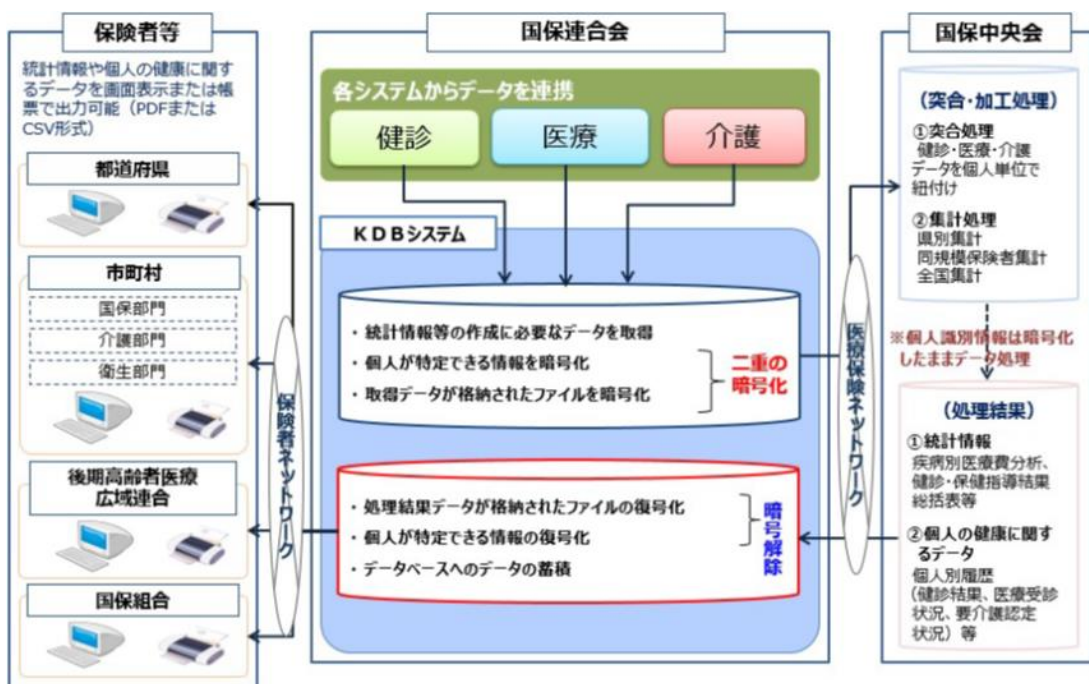 保険者等
統計情報や個人の健康に関す
るデータを画面表示または帳
票で出力可能（PDFまたは
CSV形式）
都道府県
市町村
国保部門
介護部門
衛生部門
後期高齢者医療
広域連合
国保組合
保険者ネットワーク
国保連合会
各システムからデータを連携
健診
医療
介護
KDBシステム
・統計情報等の作成に必要なデータを取得
・個人が特定できる情報を暗号化
・取得データが格納されたファイルを暗号化
二重の
暗号化
・処理結果データが格納されたファイルの復号化
・個人が特定できる情報の復号化
・データベースへのデータの蓄積
暗号解除
医療保険ネットワーク
国保中央会
（突合・加工処理）
①突合処理
健診・医療・介護
データを個人単位で
紐付け
②集計処理
県別集計
同規模保険者集計
全国集計
※個人識別情報は暗号化
したままデータ処理
（処理結果）
①統計情報
疾病別医療費分析、
健診・保健指導結果
総括表等
②個人の健康に関す
るデータ
個人別履歴
（健診結果、医療受診
状況、要介護認定
状況）等